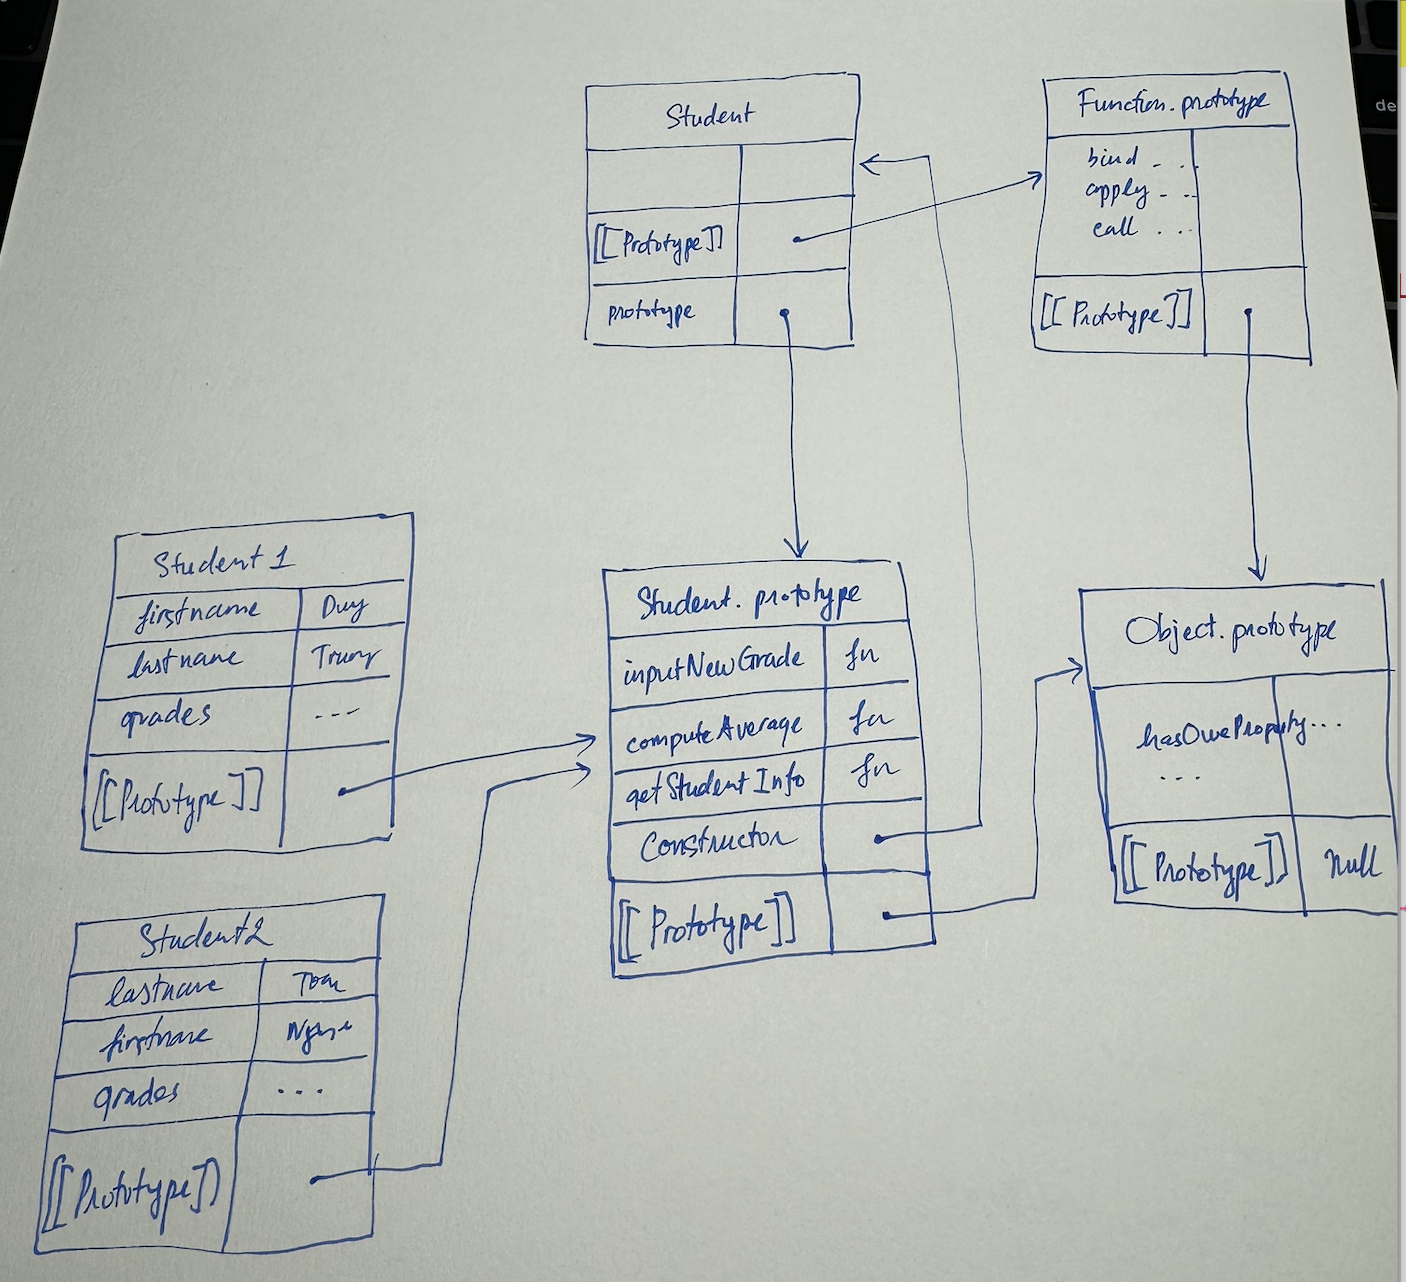 Student
[[Prototype]]
prototype
Function.prototype
bind - ..
apply - ..
call ...
[[Prototype]]
Student 1
firstname Duy
lastname Trung
grades ---
[[Prototype]]
Student.prototype
inputNewGrade fn
computeAverage fn
getStudentInfo fn
Constructor
[[Prototype]]
Object.prototype
hasOwnProperty...
...
[[Prototype]] Null
Student2
lastname Toan
firstname
grades ...
[[Prototype]]
de